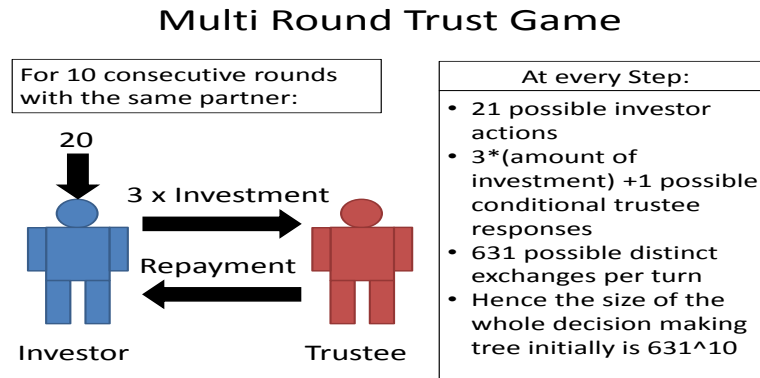 Multi Round Trust Game
For 10 consecutive rounds
with the same partner:
20
3 x Investment
Repayment
Investor
Trustee
At every Step:
• 21 possible investor
actions
• 3*(amount of
investment) +1 possible
conditional trustee
responses
• 631 possible distinct
exchanges per turn
• Hence the size of the
whole decision making
tree initially is 631^10